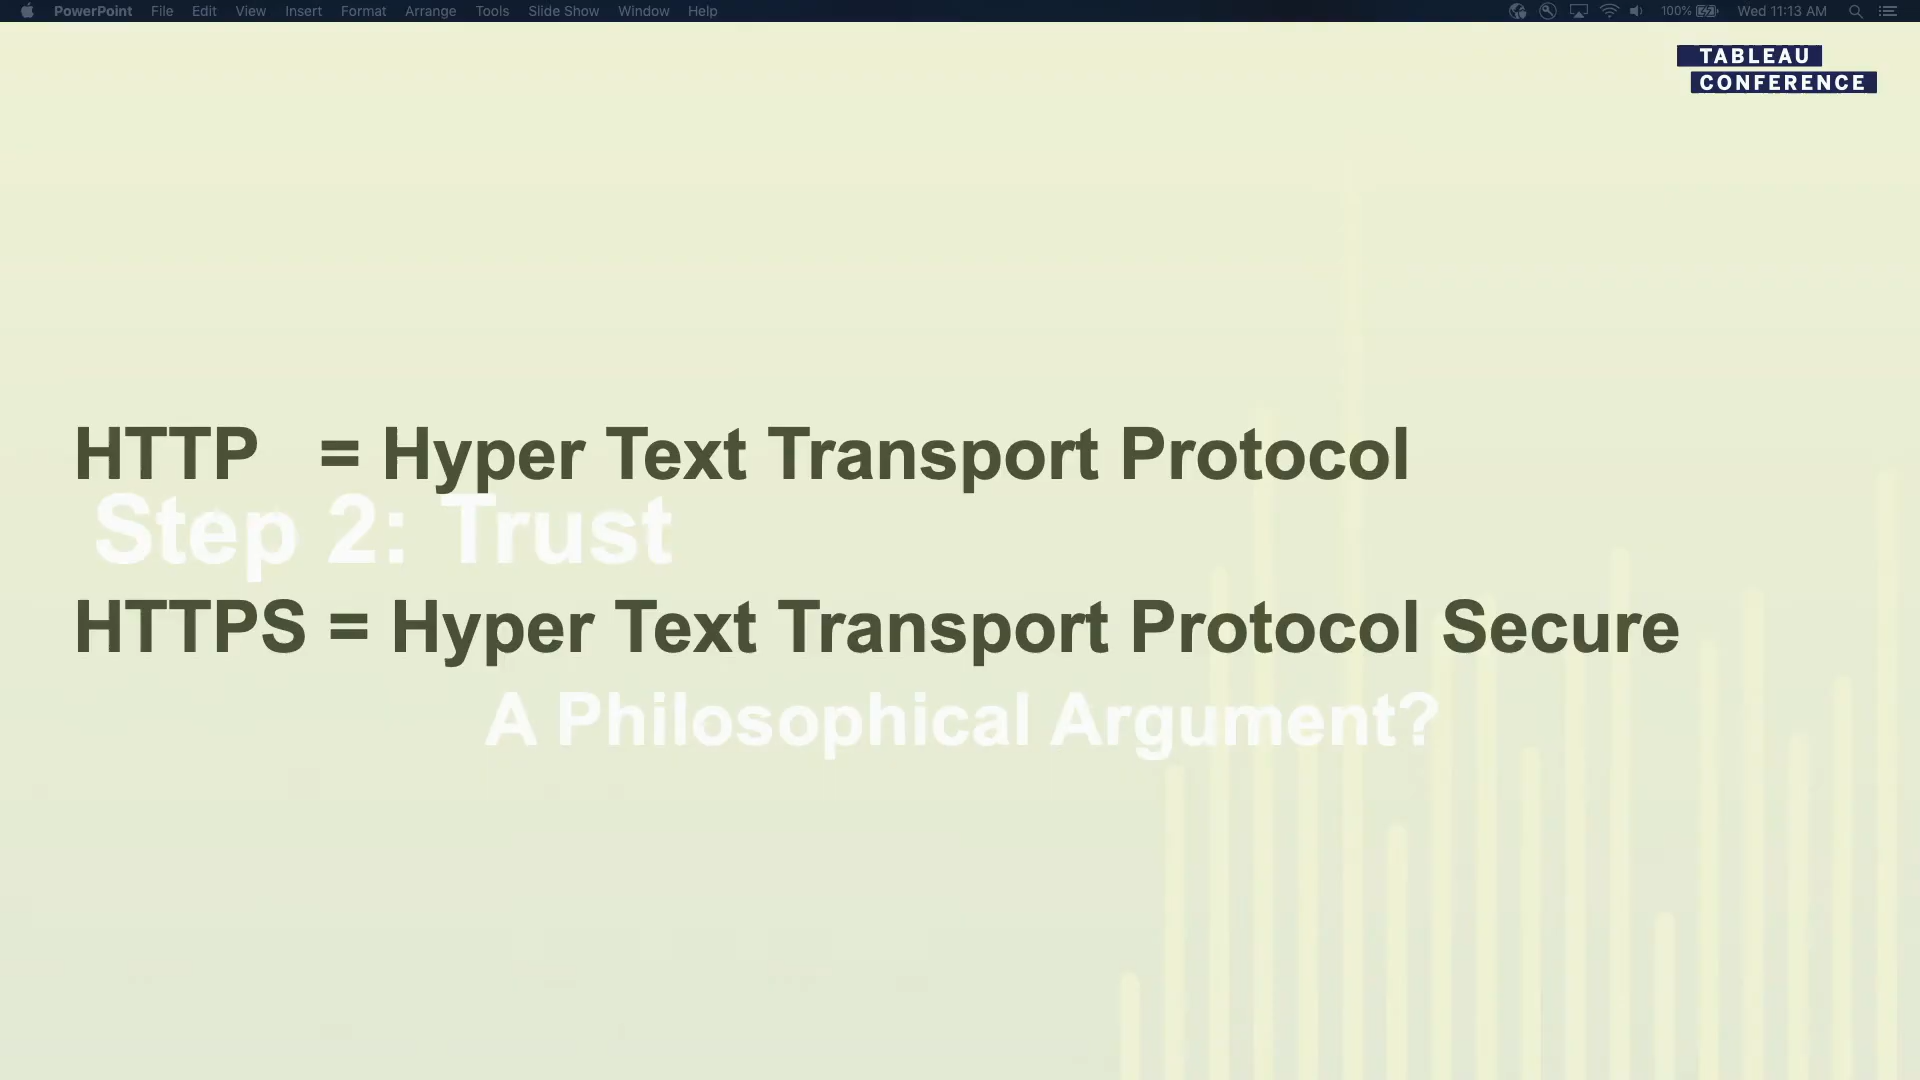 PowerPoint File Edit View Insert Format Arrange Tools Slide Show Window Help 100% Wed 11:13 AM
TABLEAU
CONFERENCE
HTTP = Hyper Text Transport Protocol
Step 2: Trust
HTTPS = Hyper Text Transport Protocol Secure
A Philosophical Argument?